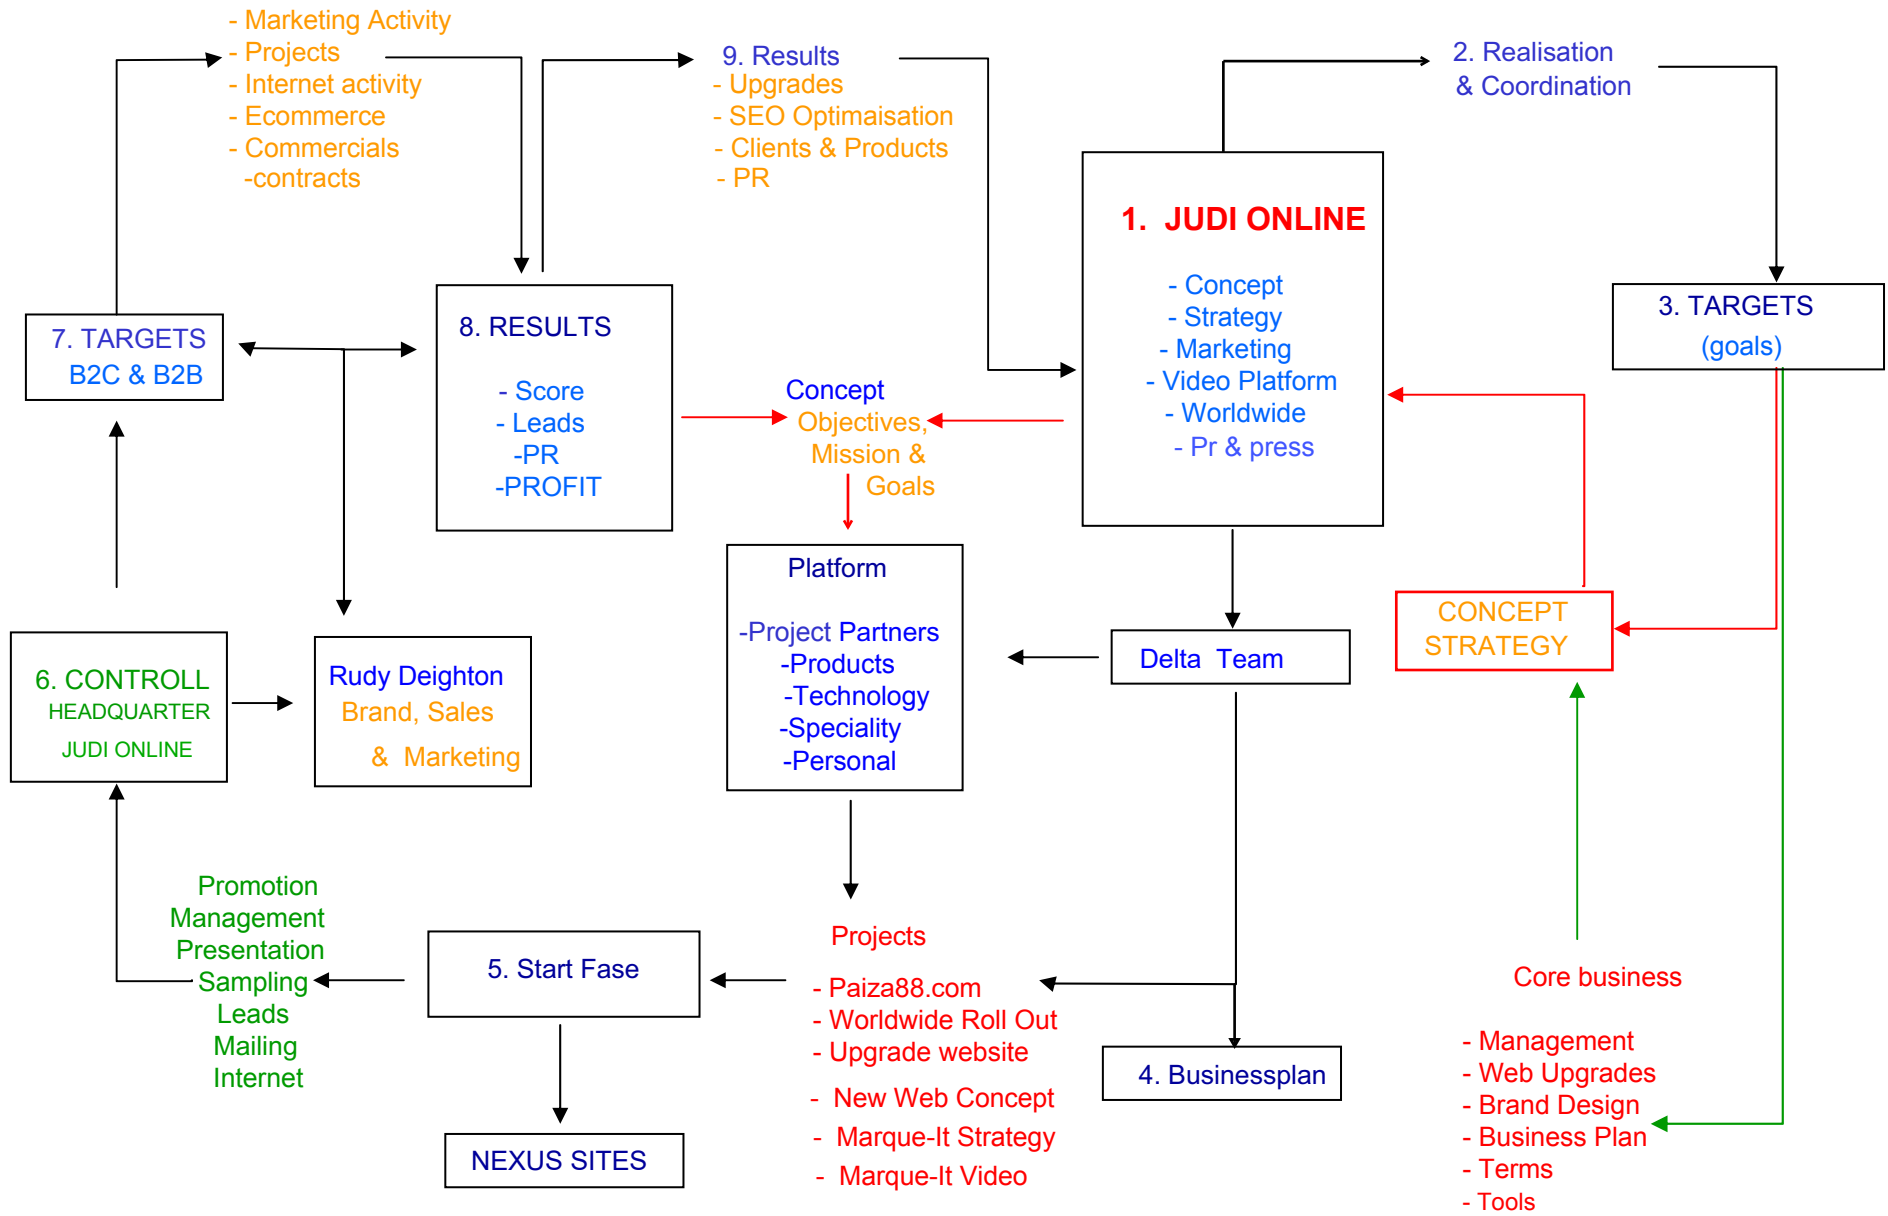 - Marketing Activity
- Projects
- Internet activity
- Ecommerce
- Commercials
-contracts
9. Results
- Upgrades
- SEO Optimaisation
- Clients & Products
- PR
2. Realisation
& Coordination
1. JUDI ONLINE
- Concept
- Strategy
- Marketing
- Video Platform
- Worldwide
- Pr & press
3. TARGETS
(goals)
7. TARGETS
B2C & B2B
8. RESULTS
- Score
- Leads
-PR
-PROFIT
Concept
Objectives,
Mission &
Goals
Platform
-Project Partners
-Products
-Technology
-Speciality
-Personal
Delta Team
CONCEPT
STRATEGY
6. CONTROLL
HEADQUARTER
JUDI ONLINE
Rudy Deighton
Brand, Sales
& Marketing
Promotion
Management
Presentation
Sampling
Leads
Mailing
Internet
5. Start Fase
NEXUS SITES
Projects
- Paiza88.com
- Worldwide Roll Out
- Upgrade website
- New Web Concept
- Marque-It Strategy
- Marque-It Video
4. Businessplan
Core business
- Management
- Web Upgrades
- Brand Design
- Business Plan
- Terms
- Tools